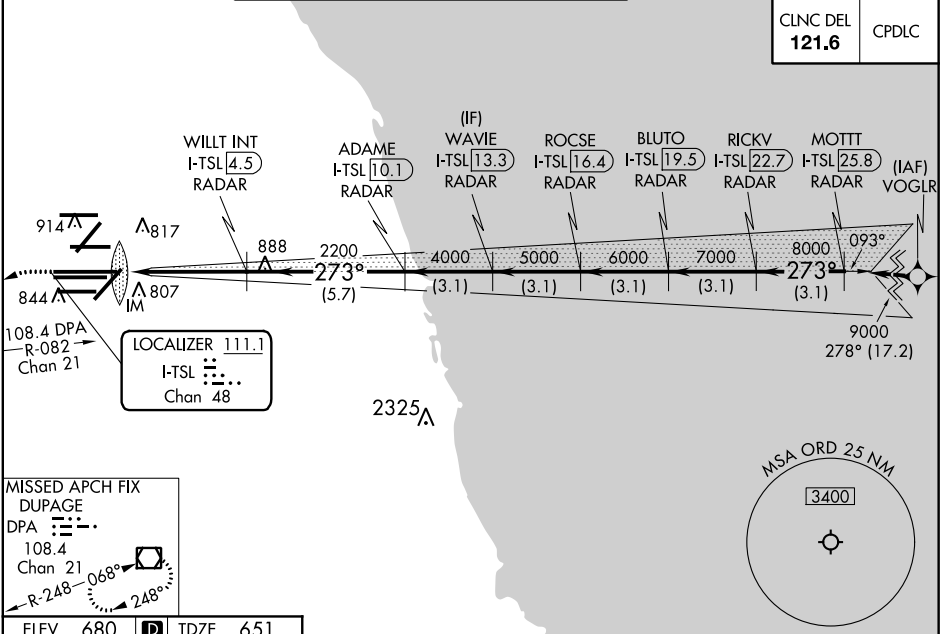 CLNC DEL
121.6
CPDLC
WILLT INT
I-TSL 4.5
RADAR
ADAME
I-TSL 10.1
RADAR
(IF)
WAVIE
I-TSL 13.3
RADAR
ROCSE
I-TSL 16.4
RADAR
BLUTO
I-TSL 19.5
RADAR
RICKV
I-TSL 22.7
RADAR
MOTTT
I-TSL 25.8
RADAR
(IAF)
VOGLR
914
817
888
2200
4000
5000
6000
7000
8000
093°
273°
273°
(5.7)
(3.1)
(3.1)
(3.1)
(3.1)
(3.1)
844
807
IM
9000
278° (17.2)
108.4 DPA
R-082
Chan 21
LOCALIZER 111.1
I-TSL
Chan 48
2325
MSA ORD 25 NM
3400
MISSED APCH FIX
DUPAGE
DPA
108.4
Chan 21
R-248
068°
248°
ELEV 680 D TDZE 651